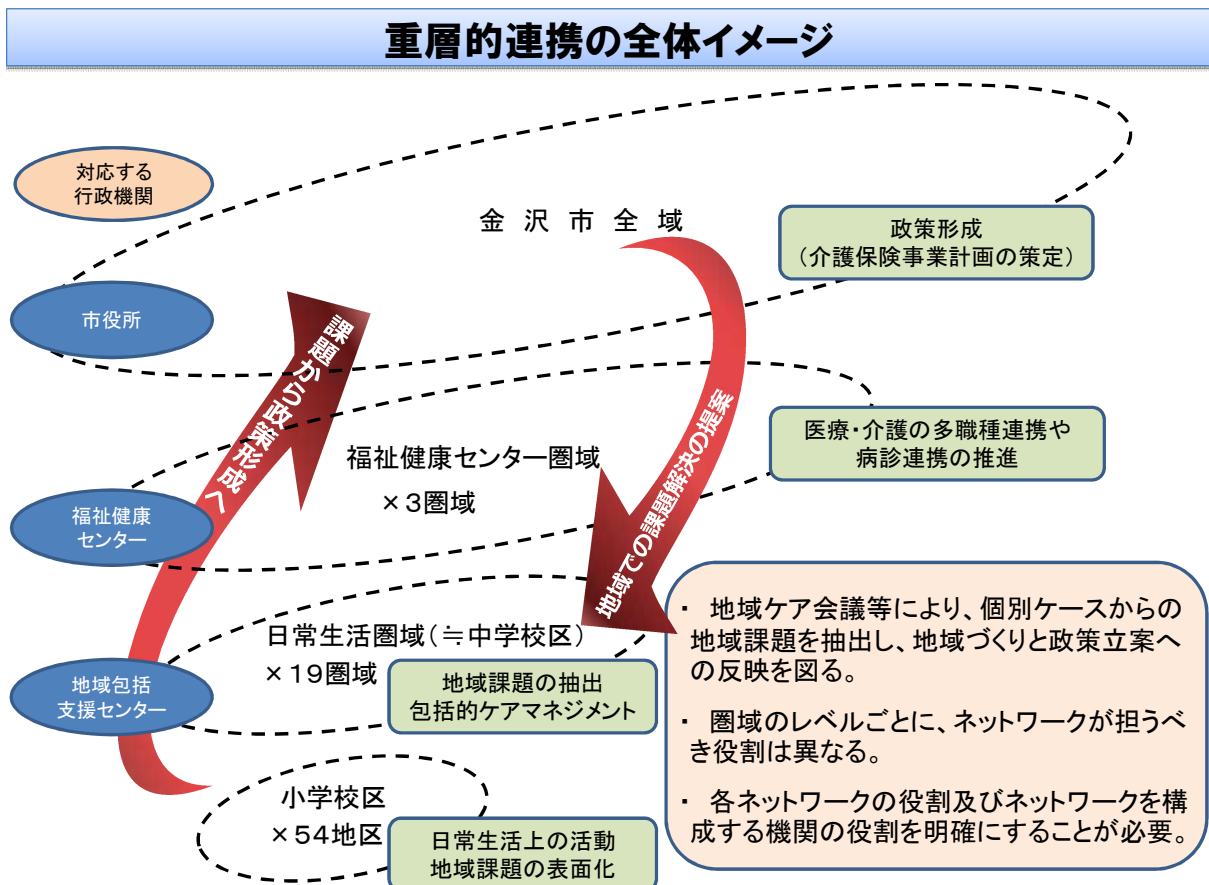 重層的連携の全体イメージ
対応する
行政機関
金沢市全域
政策形成
（介護保険事業計画の策定）
市役所
課題から政策形成へ
地域での課題解決の提案
医療・介護の多職種連携や
病診連携の推進
福祉健康センター圏域
×3圏域
福祉健康
センター
日常生活圏域（≒中学校区）
×19圏域
地域包括
支援センター
地域課題の抽出
包括的ケアマネジメント
小学校区
×54地区
日常生活上の活動
地域課題の表面化
・ 地域ケア会議等により、個別ケースからの
地域課題を抽出し、地域づくりと政策立案へ
の反映を図る。
・ 圏域のレベルごとに、ネットワークが担うべ
き役割は異なる。
・ 各ネットワークの役割及びネットワークを構
成する機関の役割を明確にすることが必要。